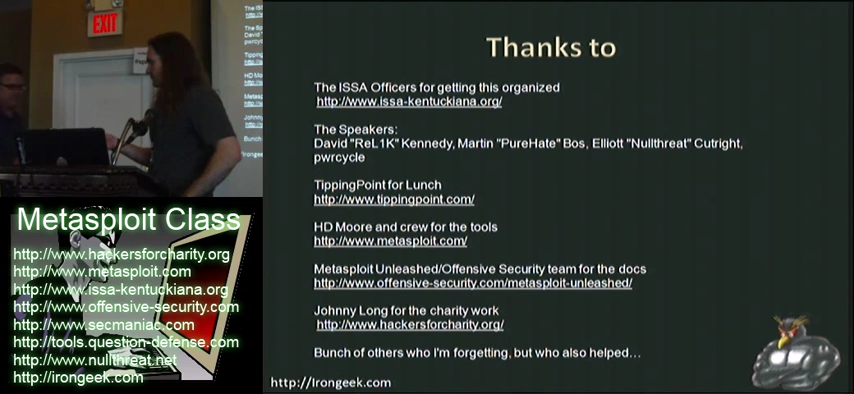 EXIT
Thanks to
The ISSA Officers for getting this organized
http://www.issa-kentuckiana.org/
The Speakers:
David "ReL1K" Kennedy, Martin "PureHate" Bos, Elliott "Nullthreat" Cutright,
pwrcycle
TippingPoint for Lunch
http://www.tippingpoint.com/
HD Moore and crew for the tools
http://www.metasploit.com/
Metasploit Unleashed/Offensive Security team for the docs
http://www.offensive-security.com/metasploit-unleashed/
Johnny Long for the charity work
http://www.hackersforcharity.org/
Bunch of others who I'm forgetting, but who also helped…
http://Irongeek.com
Metasploit Class
http://www.hackersforcharity.org
http://www.metasploit.com
http://www.issa-kentuckiana.org
http://www.offensive-security.com
http://www.secmaniac.com
http://tools.question-defense.com
http://www.nullthreat.net
http://irongeek.com